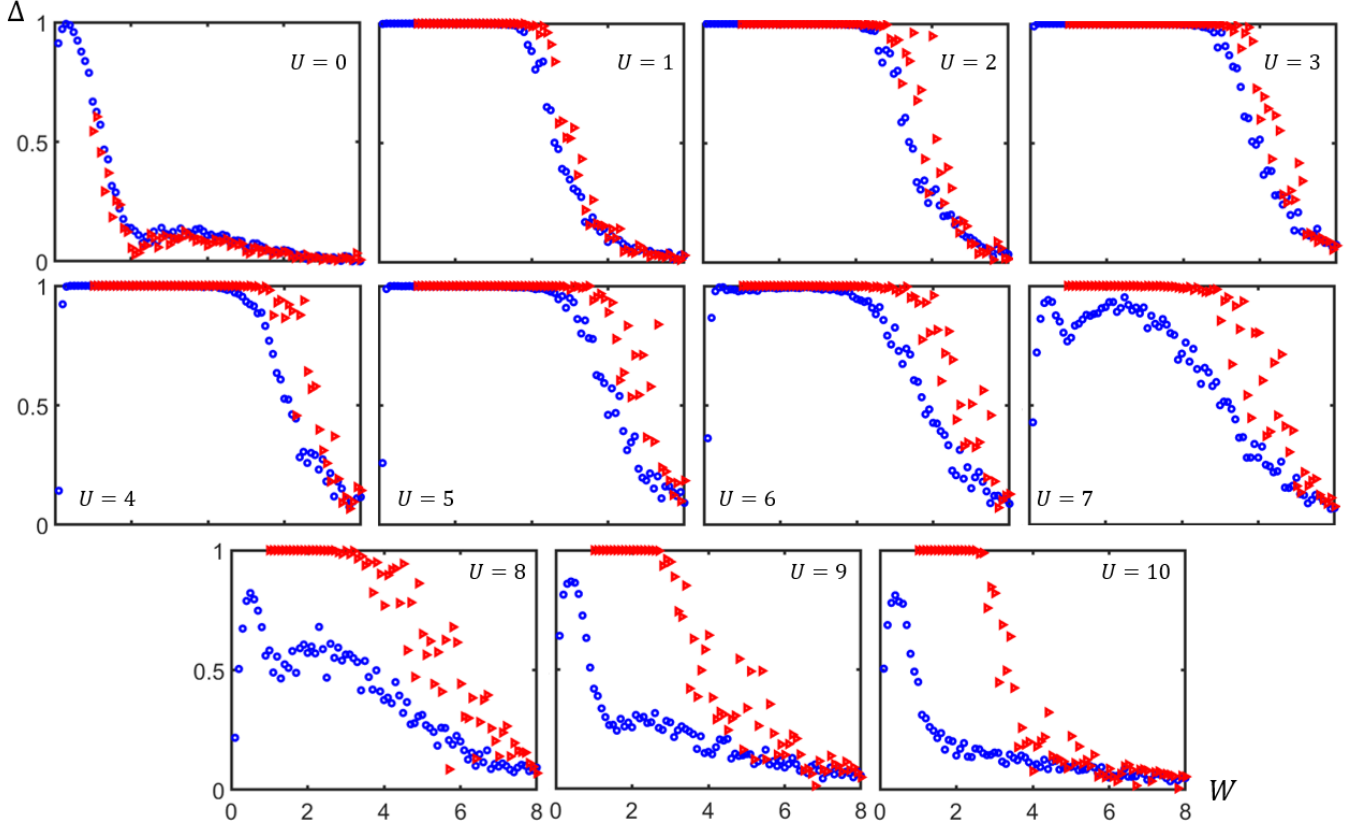 Δ
1
U = 0
U = 1
U = 2
U = 3
0.5
0
1
0.5
U = 4
U = 5
U = 6
U = 7
0
1
U = 8
U = 9
U = 10
0.5
0
0 2 4 6 8 0 2 4 6 8 0 2 4 6 8 W